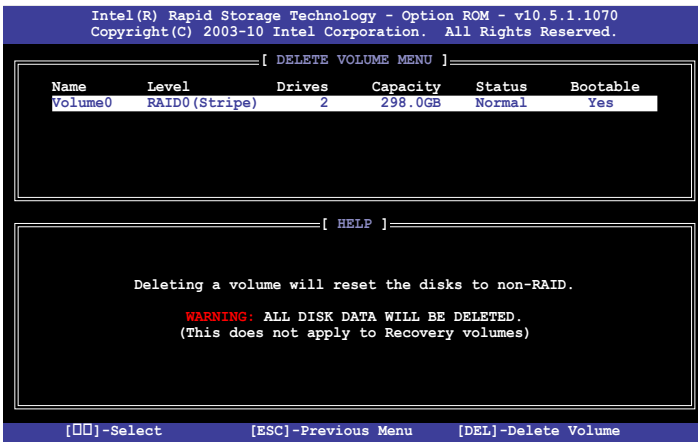 Intel(R) Rapid Storage Technology - Option ROM - v10.5.1.1070
Copyright(C) 2003-10 Intel Corporation. All Rights Reserved.
[ DELETE VOLUME MENU ]
Name Level Drives Capacity Status Bootable
Volume0 RAID0(Stripe) 2 298.0GB Normal Yes
[ HELP ]
Deleting a volume will reset the disks to non-RAID.
WARNING: ALL DISK DATA WILL BE DELETED.
(This does not apply to Recovery volumes)
[▯▯]-Select [ESC]-Previous Menu [DEL]-Delete Volume